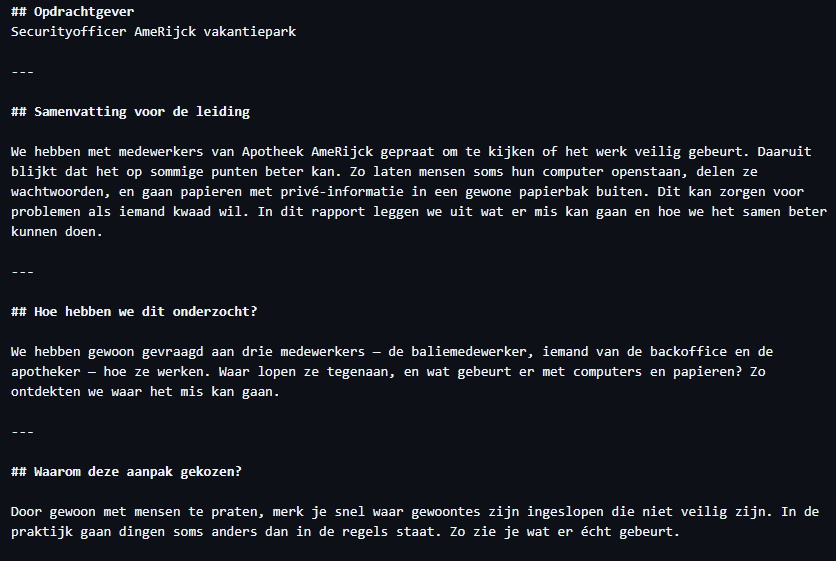 ## Opdrachtgever
Securityofficer AmeRijck vakantiepark
---
## Samenvatting voor de leiding
We hebben met medewerkers van Apotheek AmeRijck gepraat om te kijken of het werk veilig gebeurt. Daaruit
blijkt dat het op sommige punten beter kan. Zo laten mensen soms hun computer openstaan, delen ze
wachtwoorden, en gaan papieren met privé-informatie in een gewone papierbak buiten. Dit kan zorgen voor
problemen als iemand kwaad wil. In dit rapport leggen we uit wat er mis kan gaan en hoe we het samen beter
kunnen doen.
---
## Hoe hebben we dit onderzocht?
We hebben gewoon gevraagd aan drie medewerkers – de baliemedewerker, iemand van de backoffice en de
apotheker – hoe ze werken. Waar lopen ze tegenaan, en wat gebeurt er met computers en papieren? Zo
ontdekten we waar het mis kan gaan.
---
## Waarom deze aanpak gekozen?
Door gewoon met mensen te praten, merk je snel waar gewoontes zijn ingeslopen die niet veilig zijn. In de
praktijk gaan dingen soms anders dan in de regels staat. Zo zie je wat er écht gebeurt.